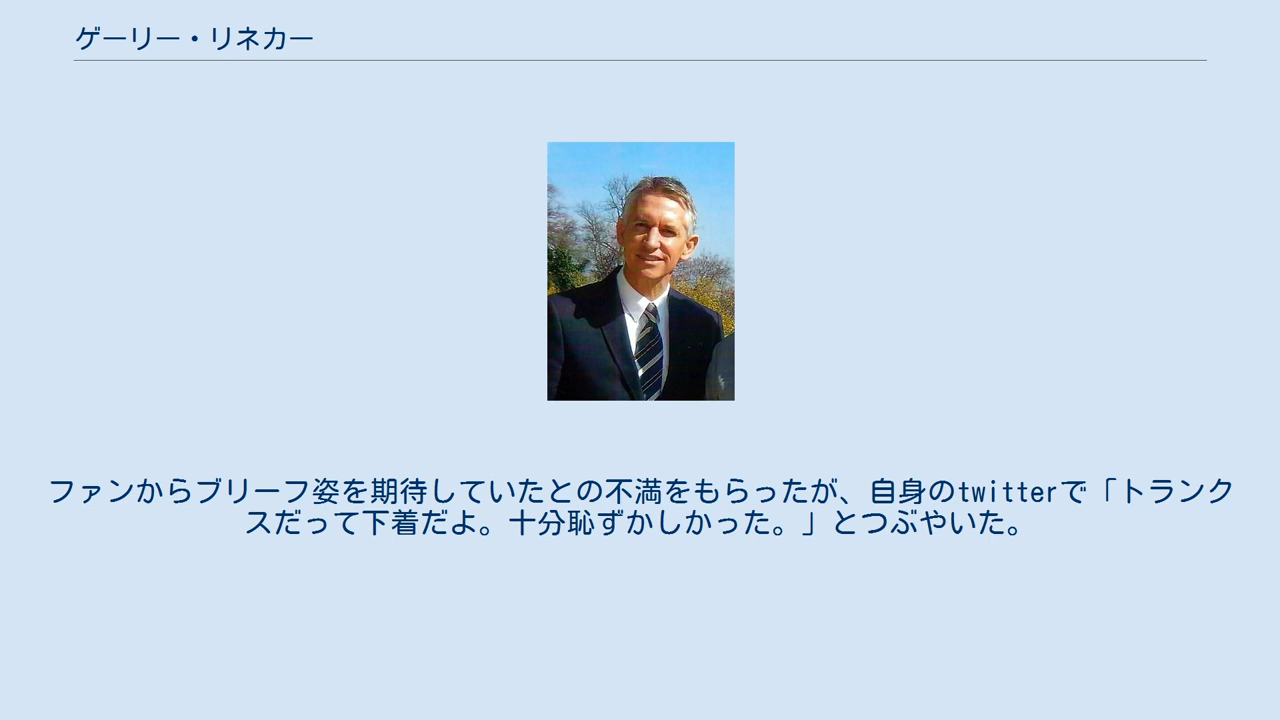 ゲーリー・リネカー
ファンからブリーフ姿を期待していたとの不満をもらったが、自身のtwitterで「トランク
スだって下着だよ。十分恥ずかしかった。」とつぶやいた。